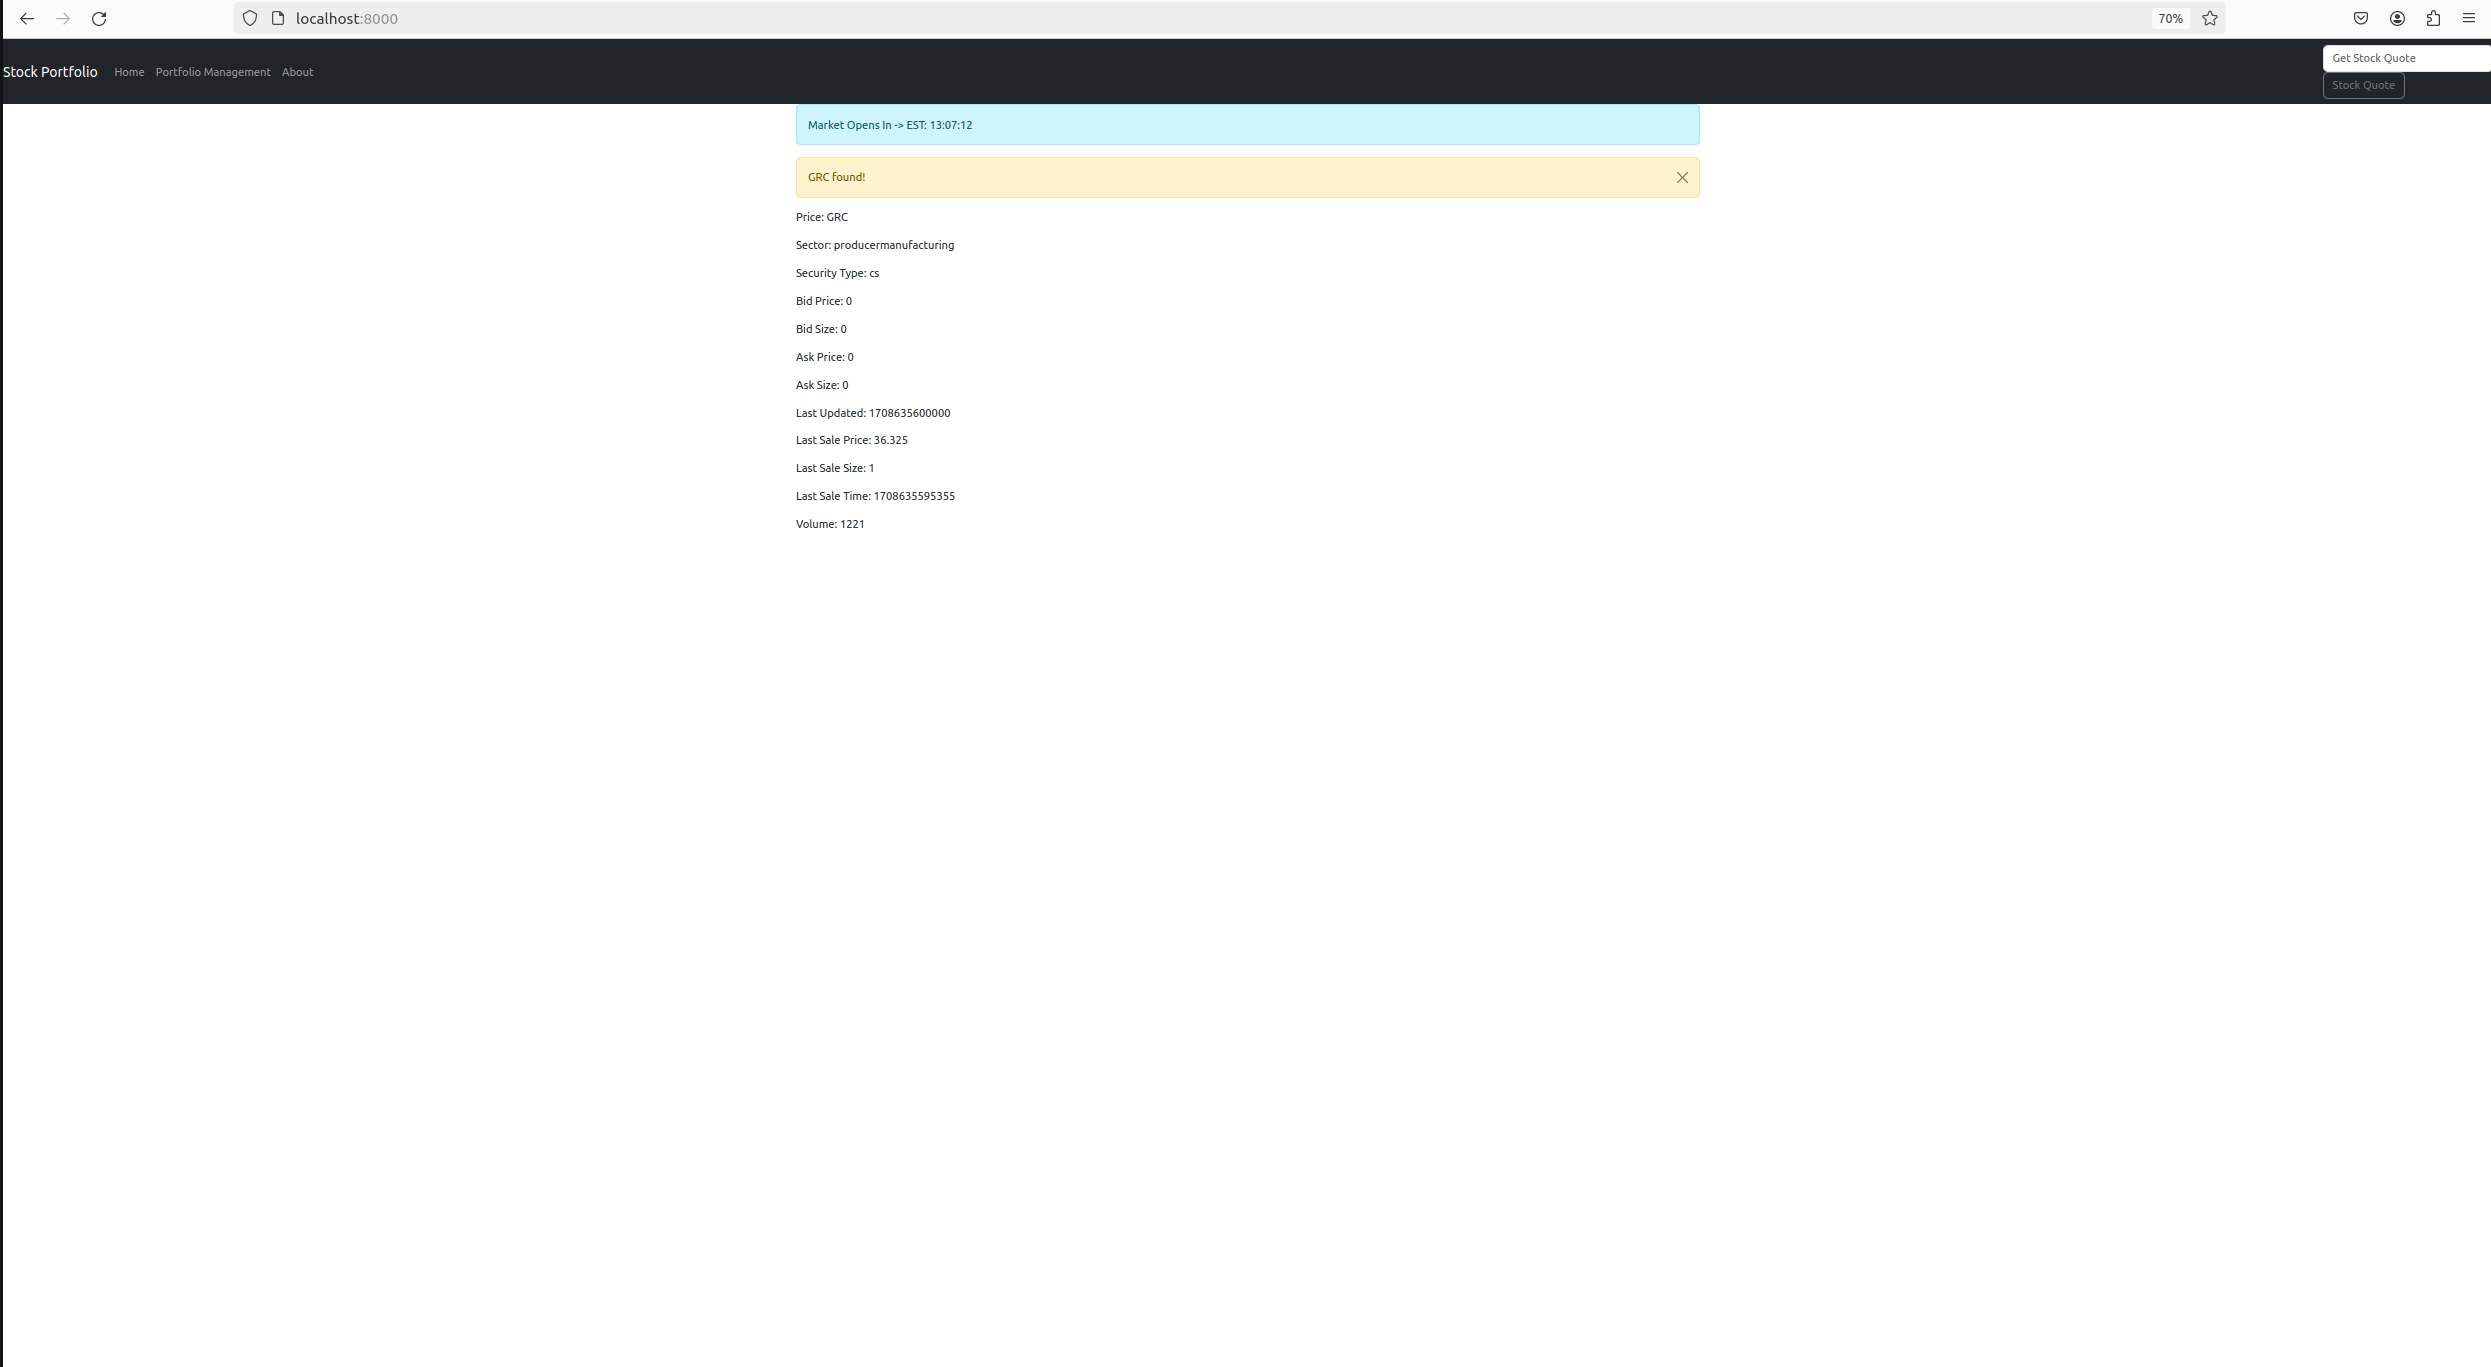 localhost:8000
70%
Stock Portfolio Home Portfolio Management About
Get Stock Quote
Stock Quote
Market Opens In -> EST: 13:07:12
GRC found!
Price: GRC
Sector: producermanufacturing
Security Type: cs
Bid Price: 0
Bid Size: 0
Ask Price: 0
Ask Size: 0
Last Updated: 1708635600000
Last Sale Price: 36.325
Last Sale Size: 1
Last Sale Time: 1708635595355
Volume: 1221